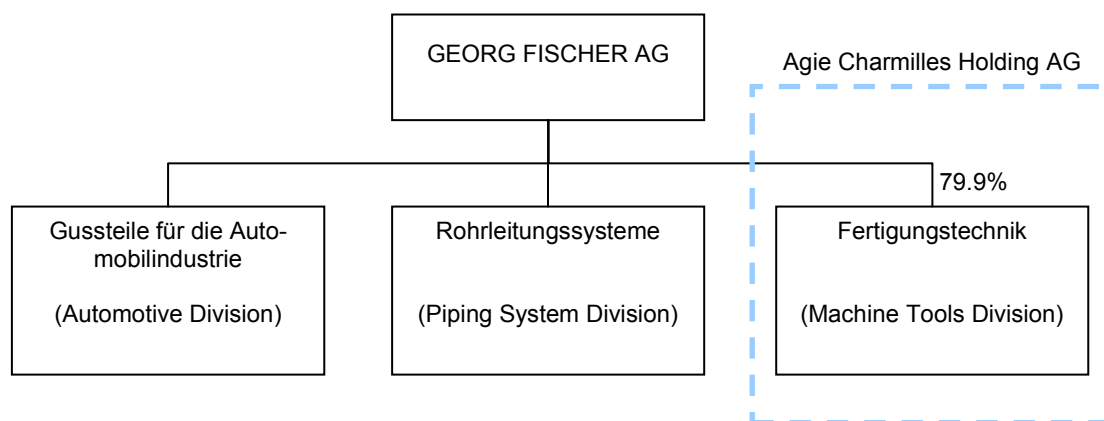 GEORG FISCHER AG
Agie Charmilles Holding AG
79.9%
Gussteile für die Auto-
mobilindustrie
(Automotive Division)
Rohrleitungssysteme
(Piping System Division)
Fertigungstechnik
(Machine Tools Division)